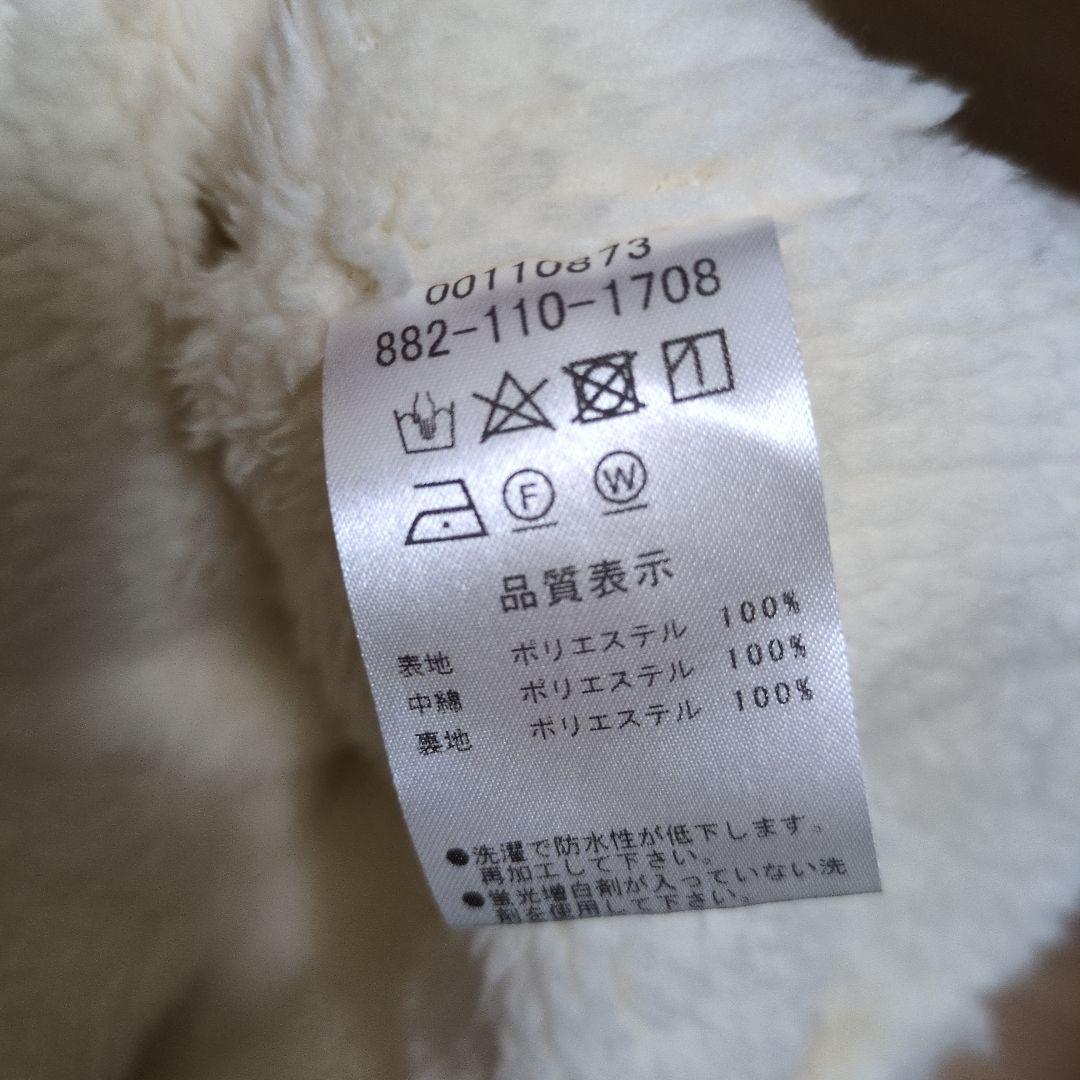 00110873
882-110-1708
F W
品質表示
表地 ポリエステル 100%
中綿 ポリエステル 100%
裏地 ポリエステル 100%
●洗濯で防水性が低下します。
再加工して下さい。
●蛍光増白剤が入っていない洗
剤を使用して下さい。